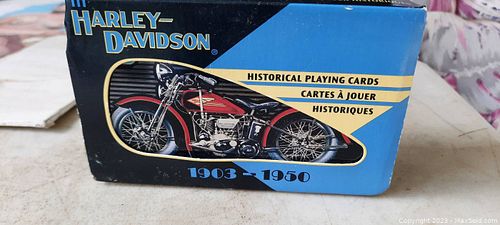 HARLEY-
DAVIDSON®
HISTORICAL PLAYING CARDS
CARTES À JOUER
HISTORIQUES
1903 - 1950
Copyright 2023 - MaxSold.com